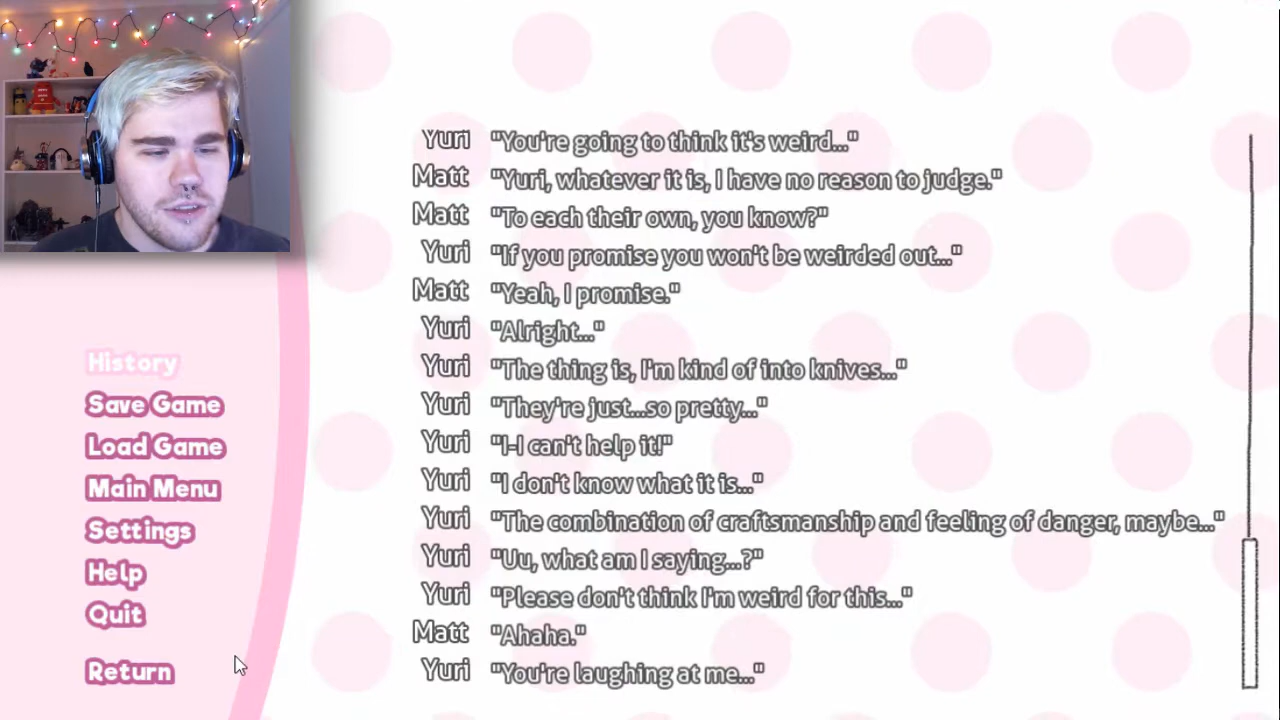 Yuri "You're going to think it's weird..."
Matt "Yuri, whatever it is, I have no reason to judge."
Matt "To each their own, you know?"
Yuri "If you promise you won't be weirded out..."
Matt "Yeah, I promise."
Yuri "Alright..."
Yuri "The thing is, I'm kind of into knives..."
Yuri "They're just...so pretty..."
Yuri "I-I can't help it!"
Yuri "I don't know what it is..."
Yuri "The combination of craftsmanship and feeling of danger, maybe..."
Yuri "Uu, what am I saying...?"
Yuri "Please don't think I'm weird for this..."
Matt "Ahaha."
Yuri "You're laughing at me..."
History
Save Game
Load Game
Main Menu
Settings
Help
Quit
Return